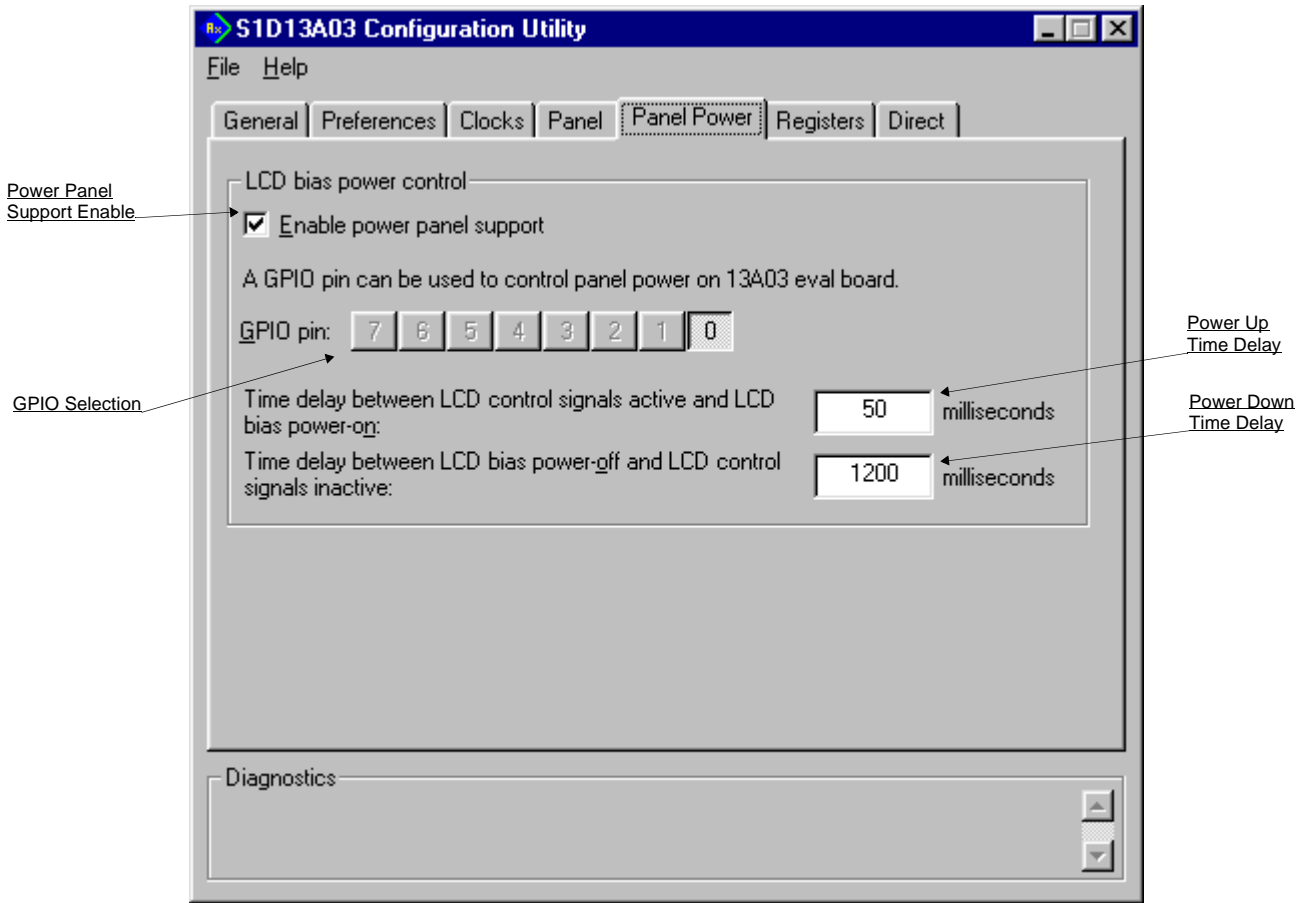 S1D13A03 Configuration Utility
File Help
General Preferences Clocks Panel Panel Power Registers Direct
LCD bias power control
Power Panel
Support Enable
Enable power panel support
A GPIO pin can be used to control panel power on 13A03 eval board.
GPIO pin: 7 6 5 4 3 2 1 0
GPIO Selection
Power Up
Time Delay
Time delay between LCD control signals active and LCD
bias power-on:
50 milliseconds
Power Down
Time Delay
Time delay between LCD bias power-off and LCD control
signals inactive:
1200 milliseconds
Diagnostics